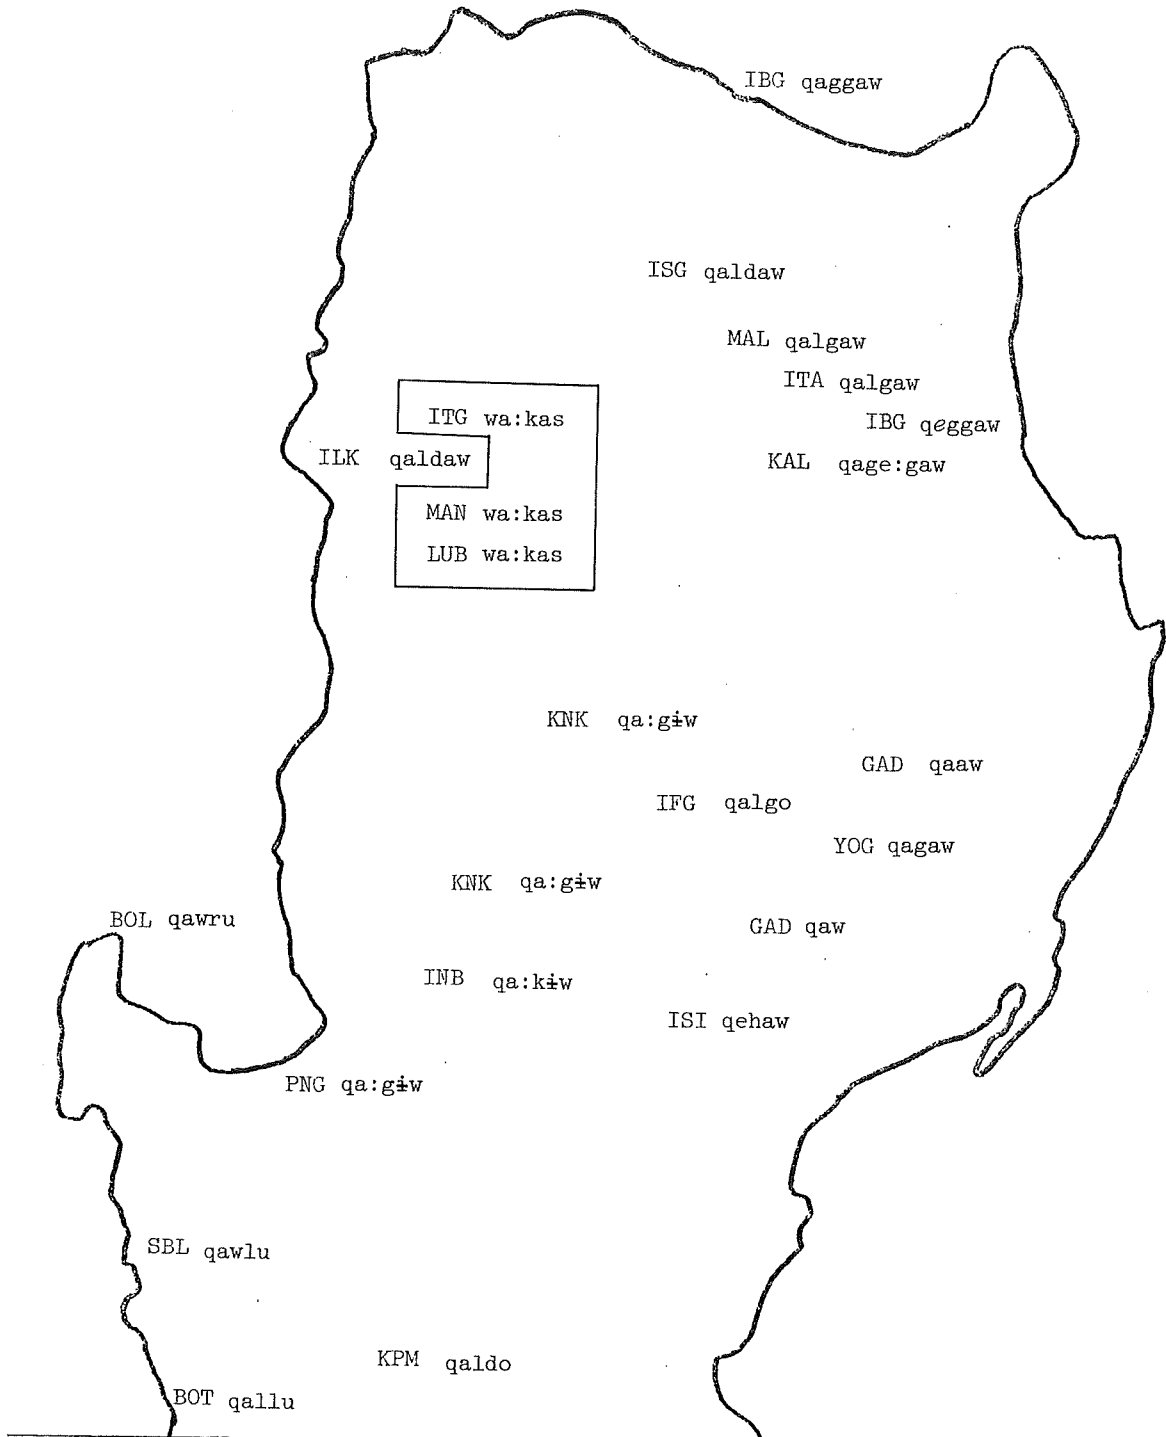 IBG qaggaw
ISG qaldaw
MAL qalgaw
ITA qalgaw
ITG wa:kas
IBG qeggaw
ILK qaldaw
KAL qage:gaw
MAN wa:kas
LUB wa:kas
KNK qa:gɨw
GAD qaaw
IFG qalgo
YOG qagaw
KNK qa:gɨw
BOL qawru
GAD qaw
INB qa:kɨw
ISI qehaw
PNG qa:gɨw
SBL qawlu
KPM qaldo
BOT qallu